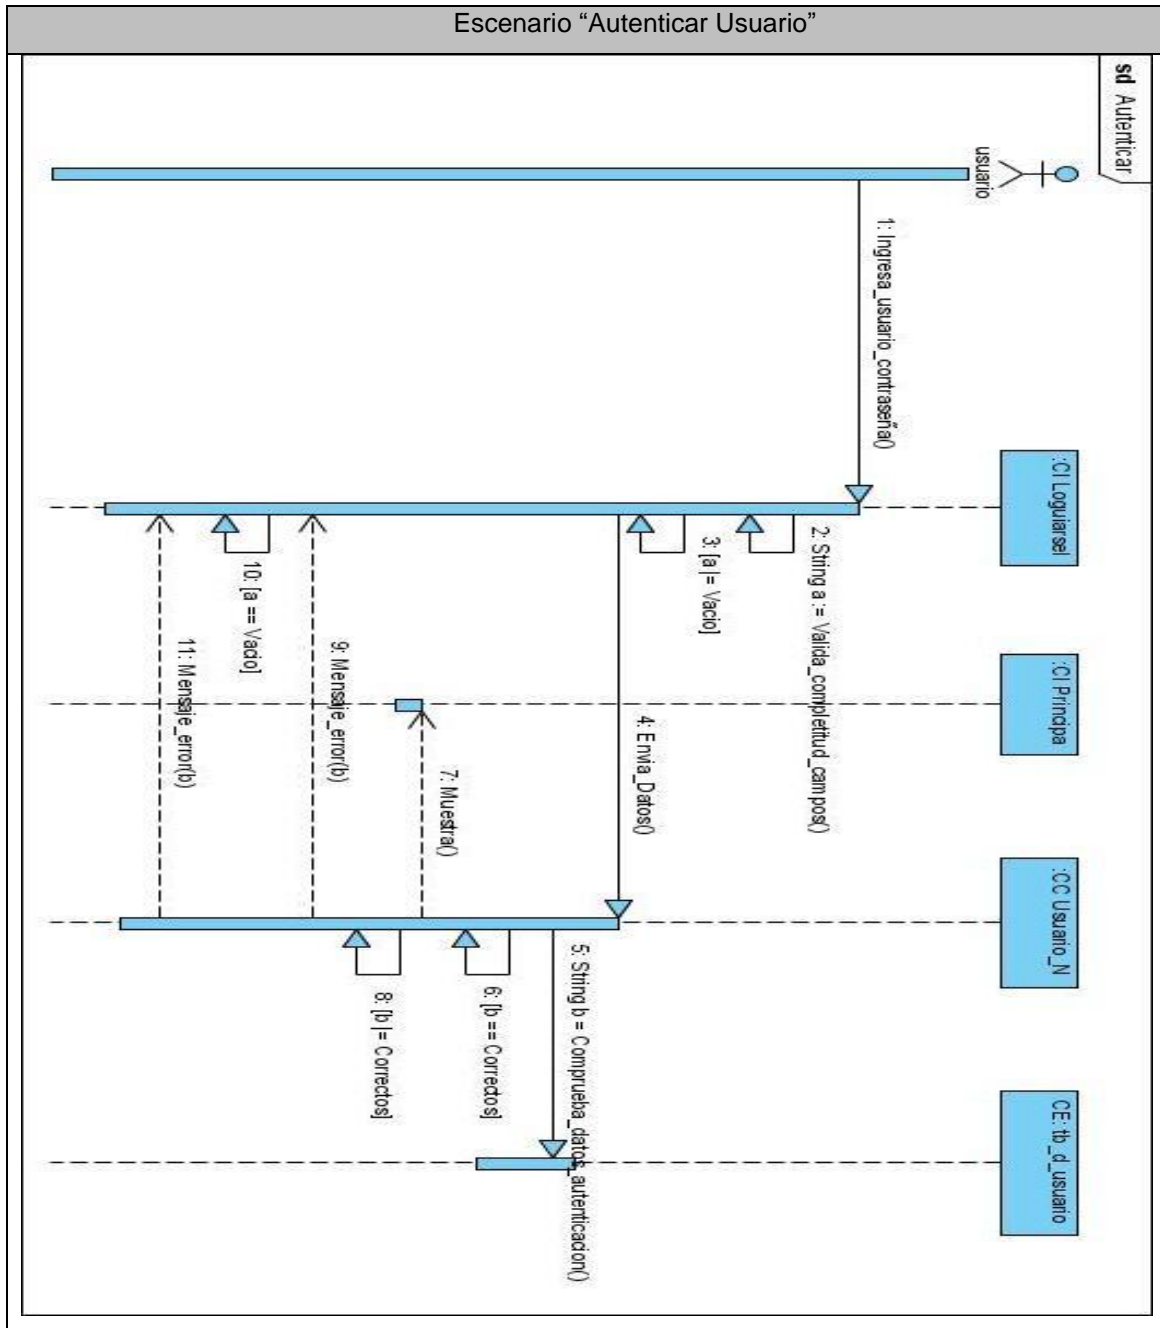 Escenario “Autenticar Usuario”
sd Autenticar
usuario
:CI Loguiarsel
:CI Principa
:CC Usuario_N
CE: tb_d_usuario
1: Ingresa_usuario_contraseña()
2: String a := Valida_completitud_campos()
3: [a |= Vacio]
4: Envia_Datos()
5: String b = Comprueba_datos_autenticacion()
6: [b == Correctos]
7: Muestra()
8: [b |= Correctos]
9: Mensaje_error(b)
10: [a == Vacio]
11: Mensaje_error(b)